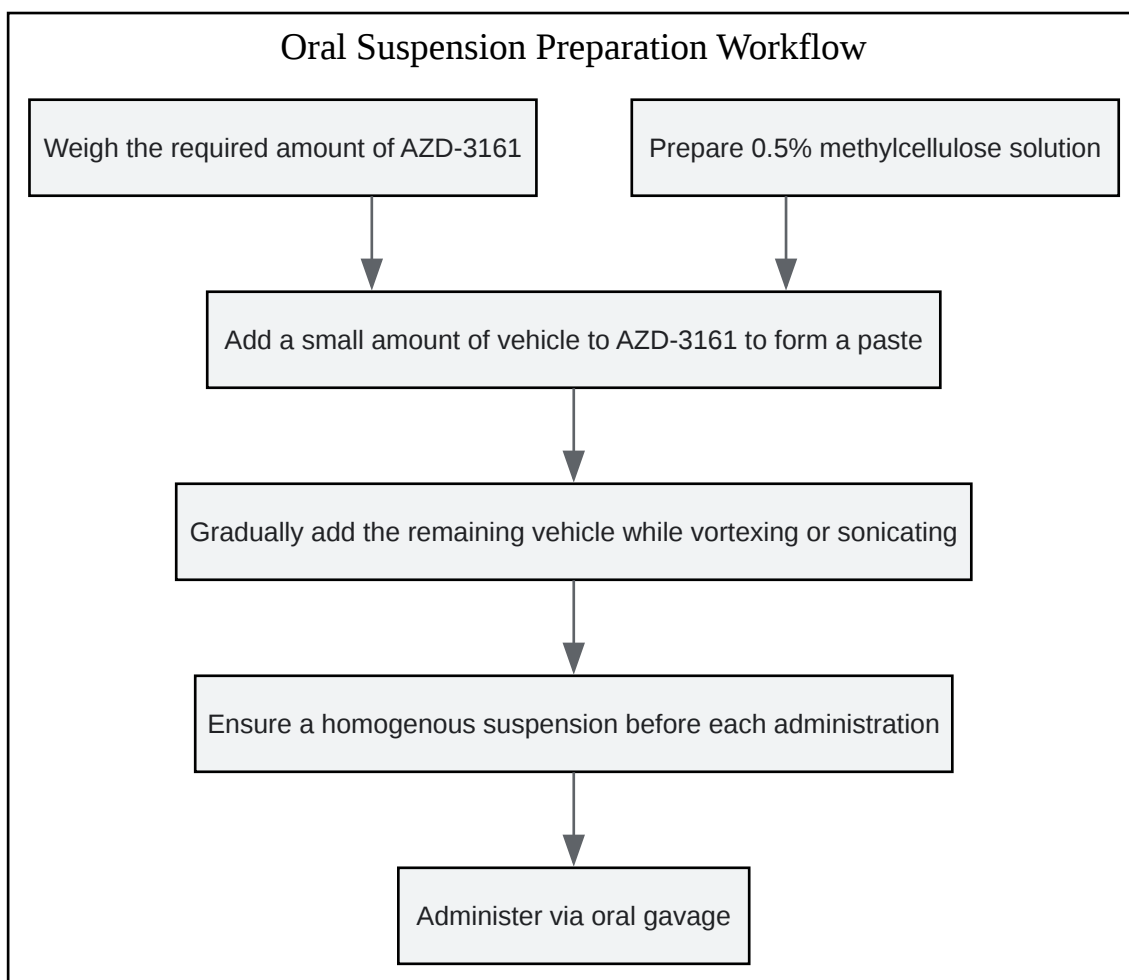 Oral Suspension Preparation Workflow
Weigh the required amount of AZD-3161
Prepare 0.5% methylcellulose solution
Add a small amount of vehicle to AZD-3161 to form a paste
Gradually add the remaining vehicle while vortexing or sonicating
Ensure a homogenous suspension before each administration
Administer via oral gavage